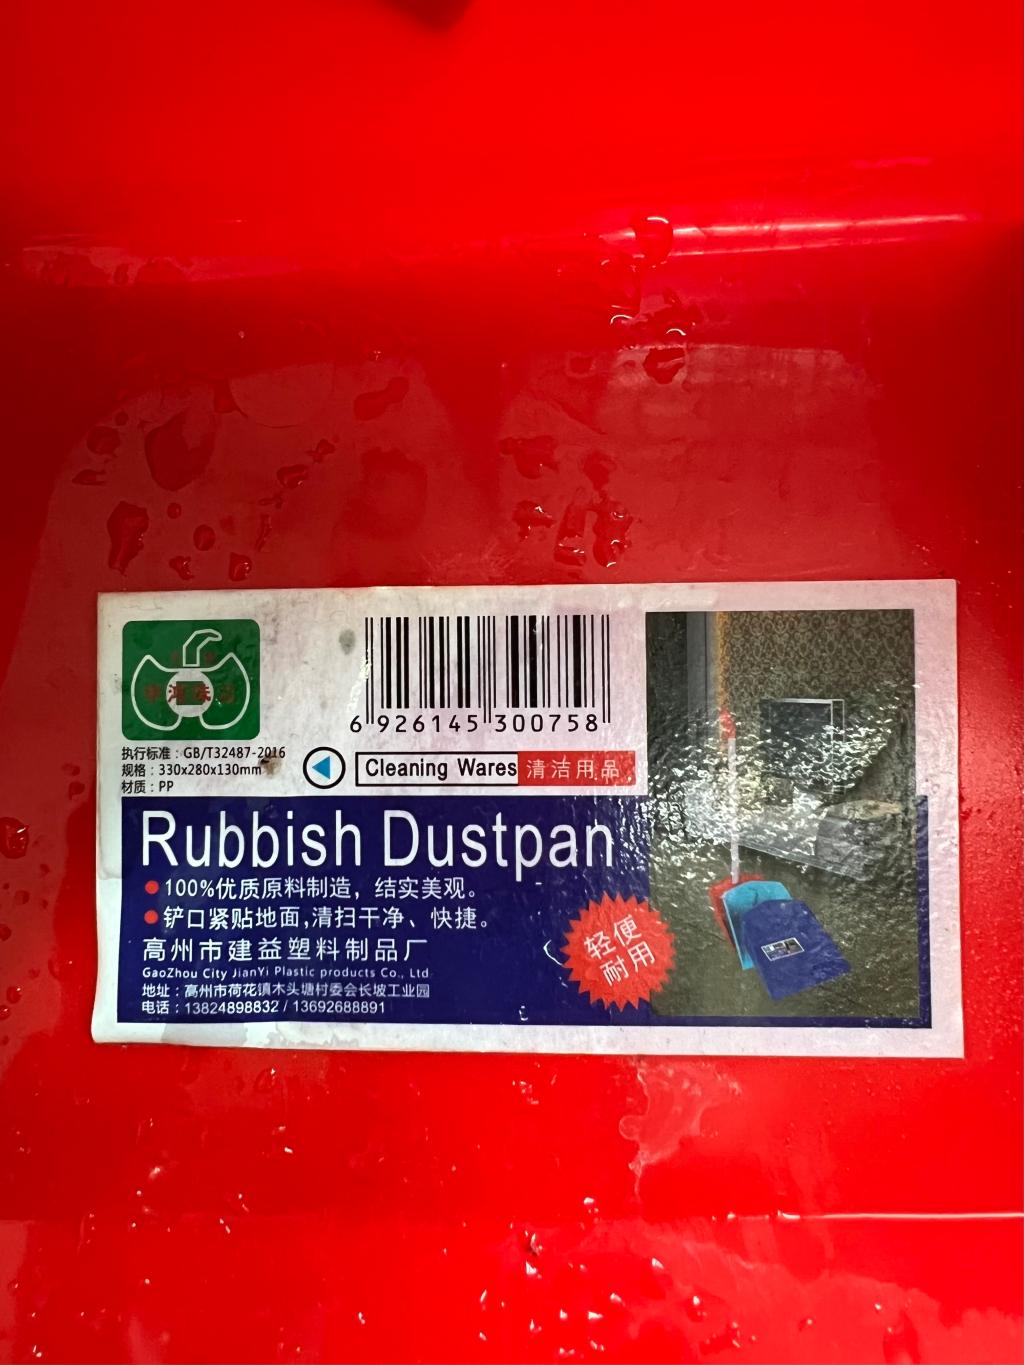 6 926145 300758
执行标准：GB/T32487-2016
规格：330x280x130mm
材质：PP
Cleaning Wares 清洁用品
Rubbish Dustpan
●100%优质原料制造，结实美观。
●铲口紧贴地面,清扫干净、快捷。
轻便
耐用
高州市建益塑料制品厂
GaoZhou City JianYi Plastic products Co., Ltd
地址：高州市荷花镇木头塘村委会长坡工业园
电话：13824898832 / 13692688891